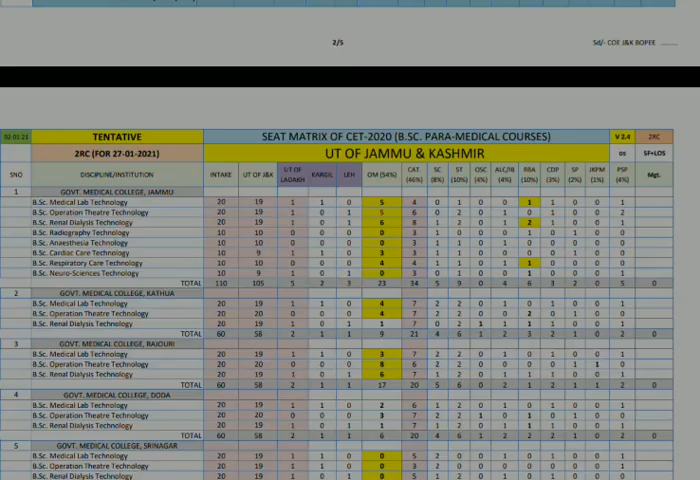 2/5
Sd/- COE J&K BOPEE
02-01-21 TENTATIVE SEAT MATRIX OF CET-2020 (B.SC. PARA-MEDICAL COURSES) V 2.4 2RC
2RC (FOR 27-01-2021) UT OF JAMMU & KASHMIR DS SF+LOS
SNO DISCIPLINE/INSTITUTION INTAKE UT OF J&K UT OF LADAKH KARGIL LEH OM (54%) CAT. (46%) SC (8%) ST (10%) OSC (4%) ALC/IB (4%) RBA (10%) CDP (3%) SP (2%) JKPM (1%) PSP (4%) Mgt.
1 GOVT. MEDICAL COLLEGE, JAMMU
B.Sc. Medical Lab Technology 20 19 1 1 0 5 4 0 1 0 0 1 1 0 0 1
B.Sc. Operation Theatre Technology 20 19 1 0 1 5 6 0 2 0 1 0 1 0 0 2
B.Sc. Renal Dialysis Technology 20 19 1 0 1 6 8 1 2 0 1 2 1 0 0 1
B.Sc. Radiography Technology 10 10 0 0 0 0 3 1 0 0 0 1 0 1 0 0
B.Sc. Anaesthesia Technology 10 10 0 0 0 0 3 1 1 0 1 0 0 0 0 0
B.Sc. Cardiac Care Technology 10 9 1 1 0 3 3 1 1 0 0 0 0 1 0 0
B.Sc. Respiratory Care Technology 10 10 0 0 0 4 4 1 1 0 1 1 0 0 0 0
B.Sc. Neuro-Sciences Technology 10 9 1 0 1 0 3 0 1 0 0 1 0 0 0 1
TOTAL 110 105 5 2 3 23 34 5 9 0 4 6 3 2 0 5 0
2 GOVT. MEDICAL COLLEGE, KATHUA
B.Sc. Medical Lab Technology 20 19 1 1 0 4 7 2 2 0 1 0 1 0 0 1
B.Sc. Operation Technology 20 20 0 0 0 4 7 2 2 0 0 2 0 1 0 0
B.Sc. Renal Dialysis Technology 20 19 1 0 1 1 7 0 2 1 1 1 1 0 0 1
TOTAL 60 58 2 1 1 9 21 4 6 1 2 3 2 1 0 2 0
3 GOVT. MEDICAL COLLEGE, RAJOURI
B.Sc. Medical Lab Technology 20 19 1 1 0 3 7 2 2 0 1 0 1 0 0 1
B.Sc. Operation Technology 20 20 0 0 0 8 6 2 2 0 0 0 0 1 1 0
B.Sc. Renal Dialysis Technology 20 19 1 0 1 6 7 1 2 0 1 1 1 0 0 1
TOTAL 60 58 2 1 1 17 20 5 6 0 2 1 2 1 1 2 0
4 GOVT. MEDICAL COLLEGE, DODA
B.Sc. Medical Lab Technology 20 19 1 1 0 2 6 1 2 0 1 0 1 0 0 1
B.Sc. Operation Theatre Technology 20 20 0 0 0 3 7 2 2 1 0 1 0 1 0 0
B.Sc. Renal Dialysis Technology 20 19 1 0 1 1 7 1 2 0 1 1 1 0 0 1
TOTAL 60 58 2 1 1 6 20 4 6 1 2 2 2 1 0 2 0
5 GOVT. MEDICAL COLLEGE, SRINAGAR
B.Sc. Medical Lab Technology 20 19 1 1 0 0 5 2 0 0 1 0 1 0 0 1
B.Sc. Operation Theatre Technology 20 19 1 1 0 0 3 2 0 0 0 0 0 0 0 1
B.Sc. Renal Dialysis Technology 20 19 1 0 1 0 5 1 2 0 1 0 0 0 0 1